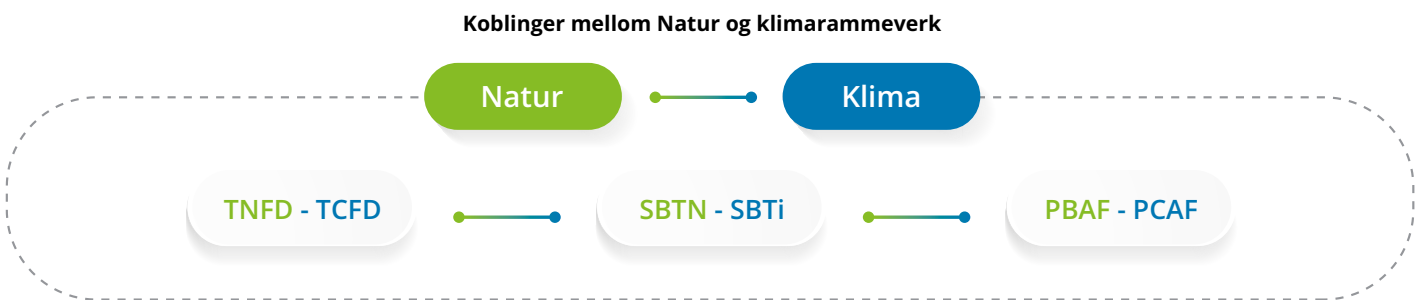 Koblinger mellom Natur og klimarammeverk
Natur
Klima
TNFD - TCFD
SBTN - SBTi
PBAF - PCAF